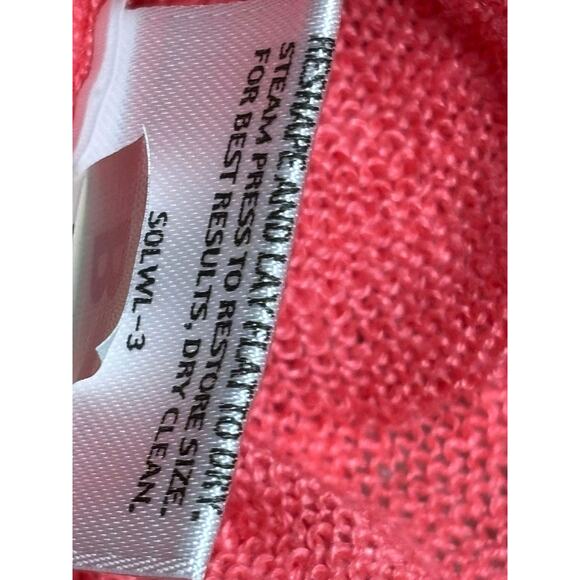 RESHAPE AND LAY FLAT TO DRY.
STEAM PRESS TO RESTORE SIZE.
FOR BEST RESULTS, DRY CLEAN.
SOLWL-3
B